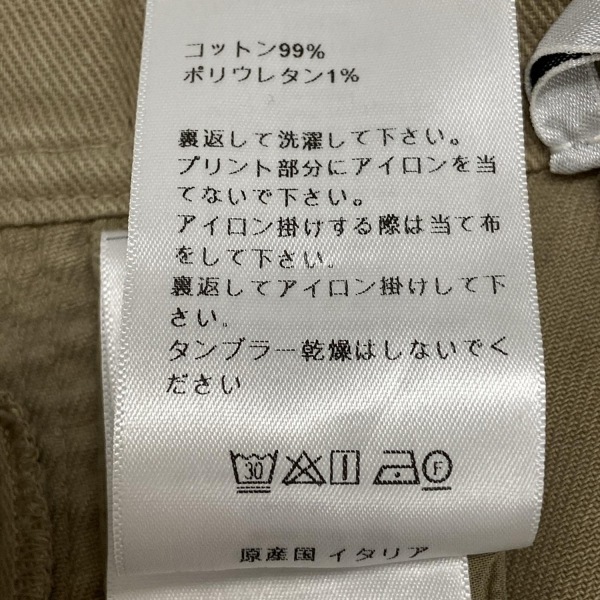 コットン99%
ポリウレタン1%
裏返して洗濯して下さい。
プリント部分にアイロンを当
てないで下さい。
アイロン掛けする際は当て布
をして下さい。
裏返してアイロン掛けして下
さい。
タンブラー乾燥はしないでく
ださい
30 F
原産国 イタリア